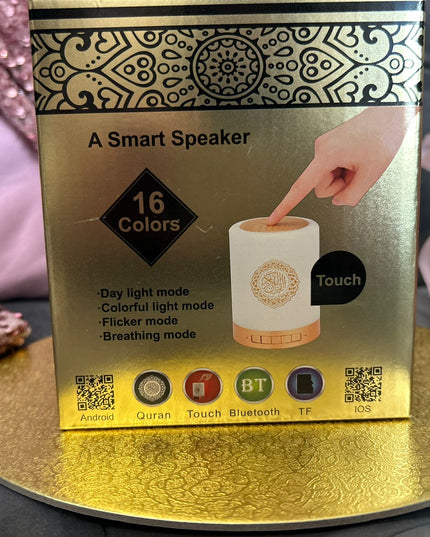 A Smart Speaker
16
Colors
Touch
·Day light mode
·Colorful light mode
·Flicker mode
·Breathing mode
BT
Android
Quran
Touch
Bluetooth
TF
IOS